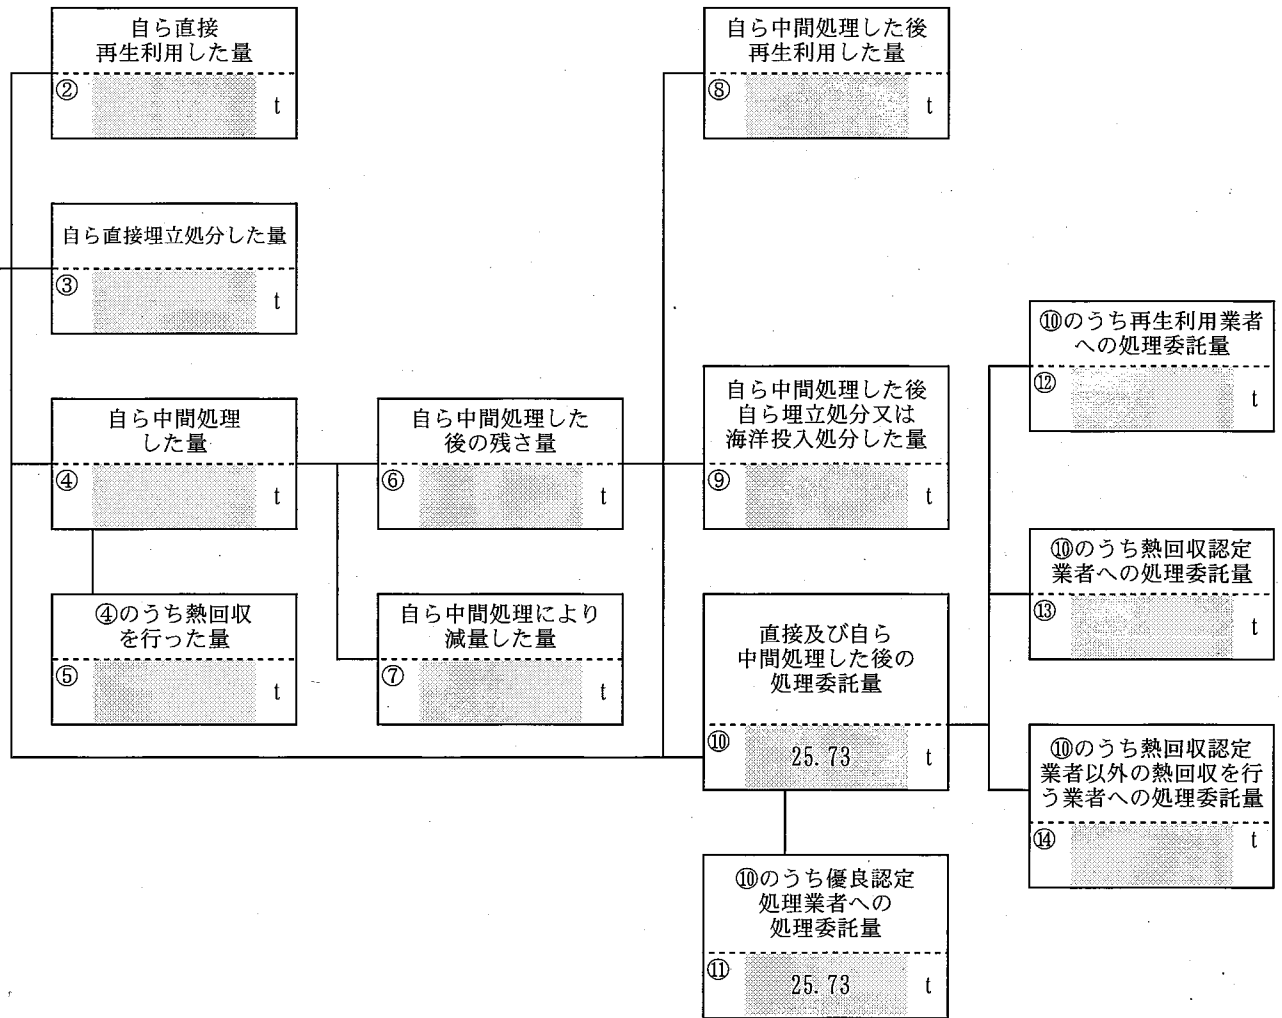 自ら直接
再生利用した量
② t
自ら直接埋立処分した量
③ t
自ら中間処理
した量
④ t
④のうち熱回収
を行った量
⑤ t
自ら中間処理した
後の残さ量
⑥ t
自ら中間処理により
減量した量
⑦ t
自ら中間処理した後
再生利用した量
⑧ t
自ら中間処理した後
自ら埋立処分又は
海洋投入処分した量
⑨ t
直接及び自ら
中間処理した後の
処理委託量
⑩ 25.73 t
⑩のうち優良認定
処理業者への
処理委託量
⑪ 25.73 t
⑩のうち再生利用業者
への処理委託量
⑫ t
⑩のうち熱回収認定
業者への処理委託量
⑬ t
⑩のうち熱回収認定
業者以外の熱回収を行
う業者への処理委託量
⑭ t